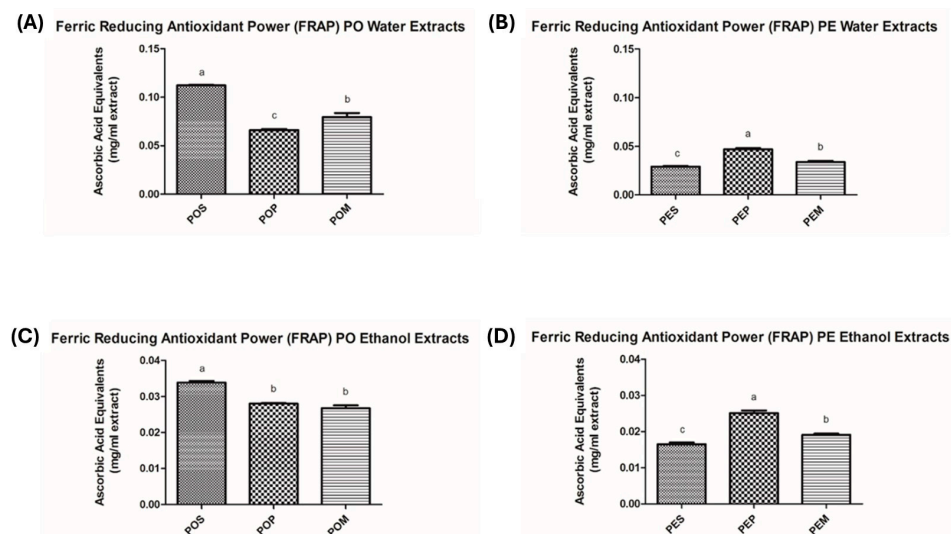 (A) Ferric Reducing Antioxidant Power (FRAP) PO Water Extracts
Ascorbic Acid Equivalents
(mg/ml extract)
0.15
0.10
0.05
0.00
a
c
b
POS
POP
POM
(B) Ferric Reducing Antioxidant Power (FRAP) PE Water Extracts
Ascorbic Acid Equivalents
(mg/ml extract)
0.15
0.10
0.05
0.00
c
a
b
PES
PEP
PEM
(C) Ferric Reducing Antioxidant Power (FRAP) PO Ethanol Extracts
Ascorbic Acid Equivalents
(mg/ml extract)
0.04
0.03
0.02
0.01
0.00
a
b
b
POS
POP
POM
(D) Ferric Reducing Antioxidant Power (FRAP) PE Ethanol Extracts
Ascorbic Acid Equivalents
(mg/ml extract)
0.04
0.03
0.02
0.01
0.00
c
a
b
PES
PEP
PEM